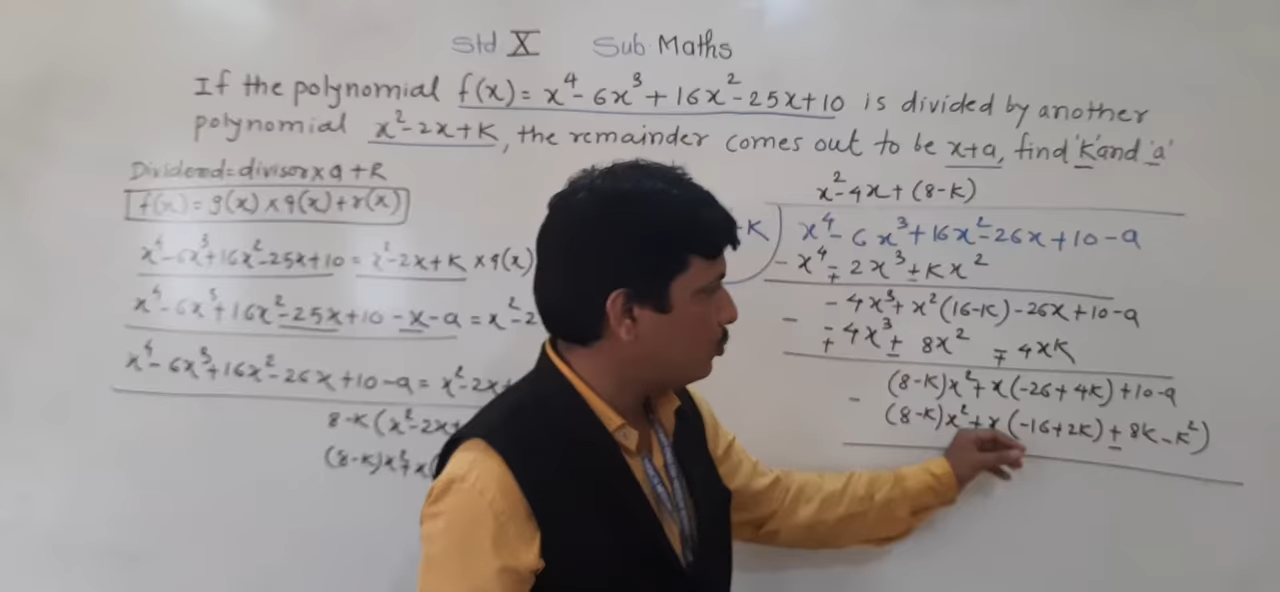 Std X Sub. Maths
If the polynomial f(x) = x⁴ - 6x³ + 16x² - 25x + 10 is divided by another
polynomial x² - 2x + K, the remainder comes out to be x + a, find 'K' and 'a'
Dividend = divisor × q + R
f(x) = g(x) × q(x) + r(x)
x⁴ - 6x³ + 16x² - 25x + 10 = x² - 2x + K × q(x)
x⁴ - 6x³ + 16x² - 25x + 10 - x - a = x² - 2
x⁴ - 6x³ + 16x² - 26x + 10 - a = x² - 2x +
8 - K (x² - 2x +
(8 - K) x² + x (
x² - 4x + (8 - K)
K ) x⁴ - 6x³ + 16x² - 26x + 10 - a
- x⁴ ∓ 2x³ ± Kx²
- 4x³ + x² (16 - K) - 26x + 10 - a
- ∓ 4x³ ± 8x² ∓ 4xK
(8 - K) x² + x (-26 + 4K) + 10 - a
- (8 - K) x² + x (-16 + 2K) ± 8K - K²)